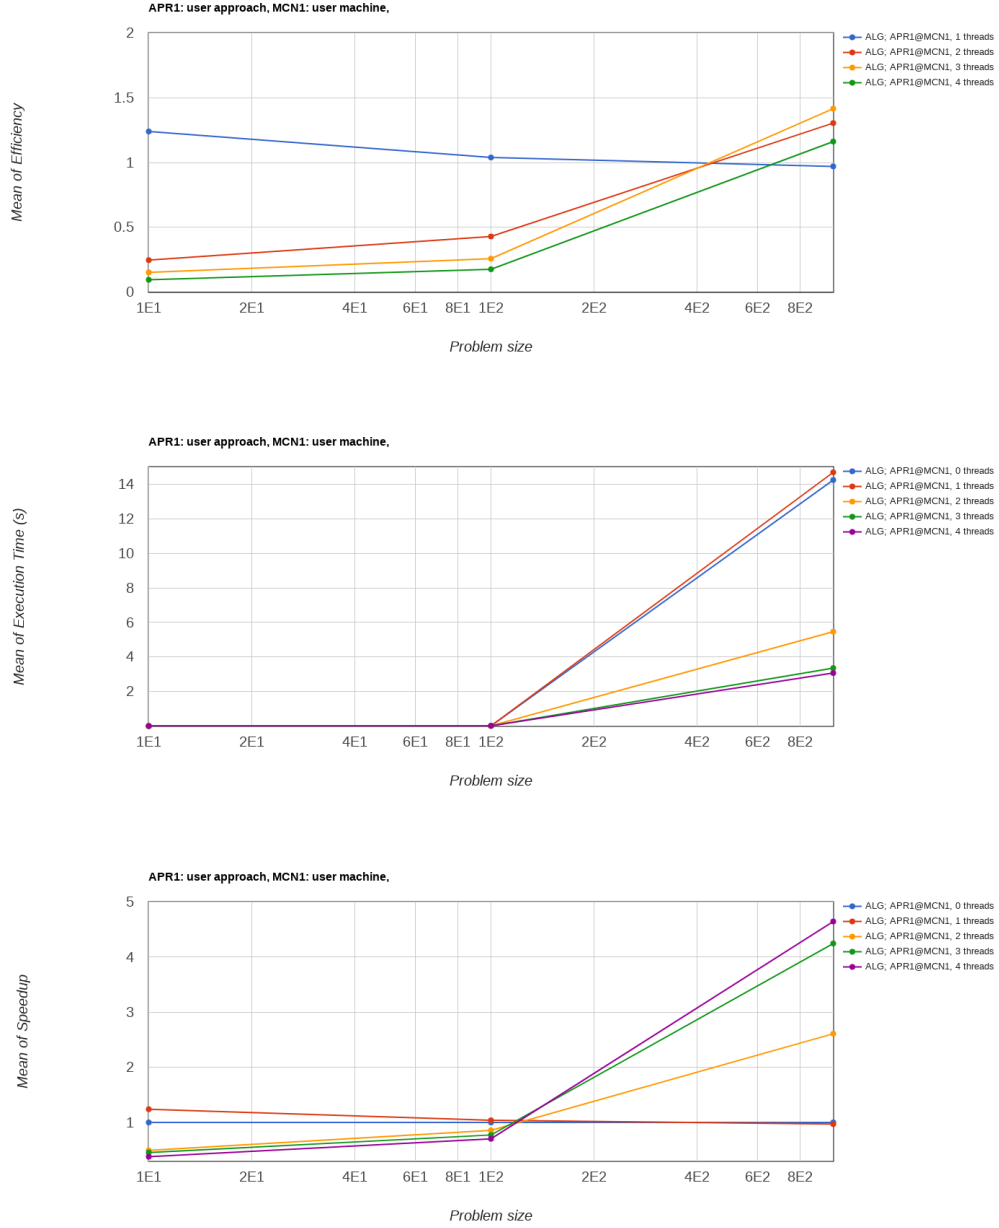 APR1: user approach, MCN1: user machine,
Mean of Efficiency
2
1.5
1
0.5
0
1E1 2E1 4E1 6E1 8E1 1E2 2E2 4E2 6E2 8E2
Problem size
ALG; APR1@MCN1, 1 threads
ALG; APR1@MCN1, 2 threads
ALG; APR1@MCN1, 3 threads
ALG; APR1@MCN1, 4 threads
APR1: user approach, MCN1: user machine,
Mean of Execution Time (s)
14
12
10
8
6
4
2
1E1 2E1 4E1 6E1 8E1 1E2 2E2 4E2 6E2 8E2
Problem size
ALG; APR1@MCN1, 0 threads
ALG; APR1@MCN1, 1 threads
ALG; APR1@MCN1, 2 threads
ALG; APR1@MCN1, 3 threads
ALG; APR1@MCN1, 4 threads
APR1: user approach, MCN1: user machine,
Mean of Speedup
5
4
3
2
1
1E1 2E1 4E1 6E1 8E1 1E2 2E2 4E2 6E2 8E2
Problem size
ALG; APR1@MCN1, 0 threads
ALG; APR1@MCN1, 1 threads
ALG; APR1@MCN1, 2 threads
ALG; APR1@MCN1, 3 threads
ALG; APR1@MCN1, 4 threads